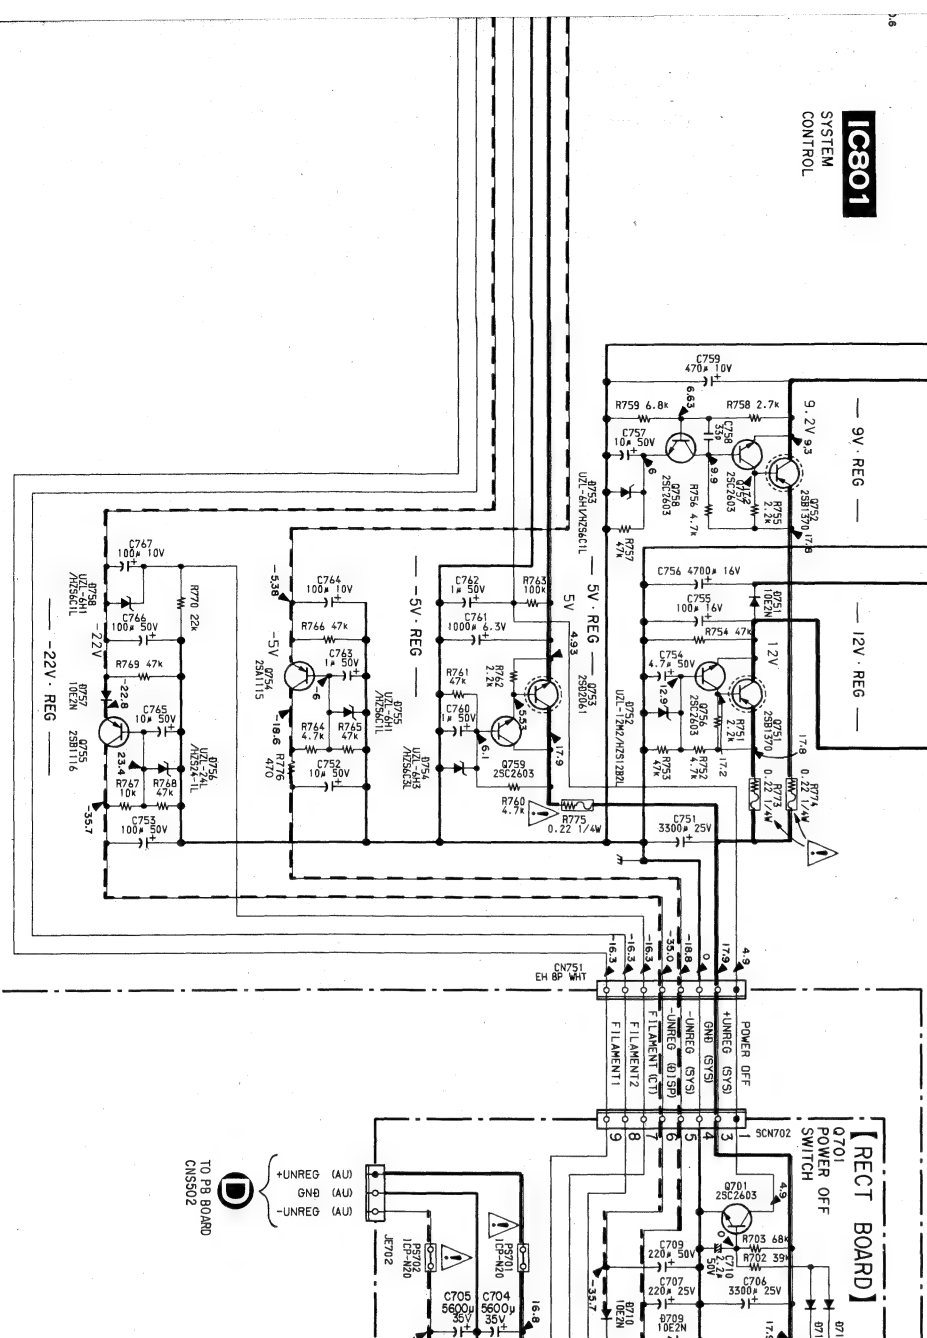 IC801
SYSTEM
CONTROL
C759
470μ 10V
R759 6.8k
6.63
R758 2.7k
9.2V
9.3
— 9V·REG —
C757
10μ 50V
6
C758
33P
9.9
Q758
2SC2603
R756 4.7k
Q757
2SC2603
17.2
R755
2.2k
Q752
2SB1370
D753
UZL-6H1/HZS6C1L
R757
47k
C756 4700μ 16V
C755
100μ 16V
D751
10E2N
R754 47k
12V
— 12V·REG —
C754
4.7μ 50V
12.9
D752
UZL-12M2/HZS12B2L
Q756
2SC2603
R751
2.2k
Q751
2SB1370
17.8
R753
47k
R752
4.7k
17.2
R773
0.22 1/4W
R774
0.22 1/4W
C751
3300μ 25V
C762
1μ 50V
R763
100k
5V
— 5V·REG —
C761
1000μ 6.3V
4.93
R761
47k
R762
2.2k
Q753
2SD2061
C760
1μ 50V
5.53
6.1
17.9
D754
UZL-6H3
/HZS6C3L
Q759
2SC2603
R760
4.7k
R775
0.22 1/4W
C764
100μ 10V
-5.38
R766 47k
-5V
— -5V·REG —
C763
1μ 50V
Q754
2SA1115
-6
D755
UZL-6H1
/HZS6C1L
-18.6
R764
4.7k
R765
47k
R776
470
C752
10μ 50V
C767
100μ 10V
D758
UZL-6H1
/HZS6C1L
R770 22k
C766
100μ 50V
-22V
— -22V·REG —
R769 47k
D757
10E2N
-22.8
C765
10μ 50V
Q755
2SB1116
23.4
D756
UZL-24L
/HZS24-1L
R767
10k
R768
47k
-35.7
C753
100μ 50V
-16.3
-16.3
-16.3
-35.0
-18.8
0
17.9
4.9
CN751
EH 8P WHT
POWER OFF
+UNREG (SYS)
GND (SYS)
-UNREG (SYS)
-UNREG (DISP)
FILAMENT (CT)
FILAMENT2
FILAMENT1
9
8
7
6
5
4
3
1
SCN702
【RECT BOARD】
Q701
POWER OFF
SWITCH
Q701
2SC2603
4.9
0
R703 68k
R702 39k
C709
220μ 50V
C710
2.2μ
50V
C707
220μ 25V
C706
3300μ 25V
-35.7
D710
10E2N
D709
10E2N
TO PB BOARD
CNS502
D
+UNREG (AU)
GND (AU)
-UNREG (AU)
JE702
PS702
ICP-N20
PS701
ICP-N20
C705
5600μ
35V
C704
5600μ
35V
16.8